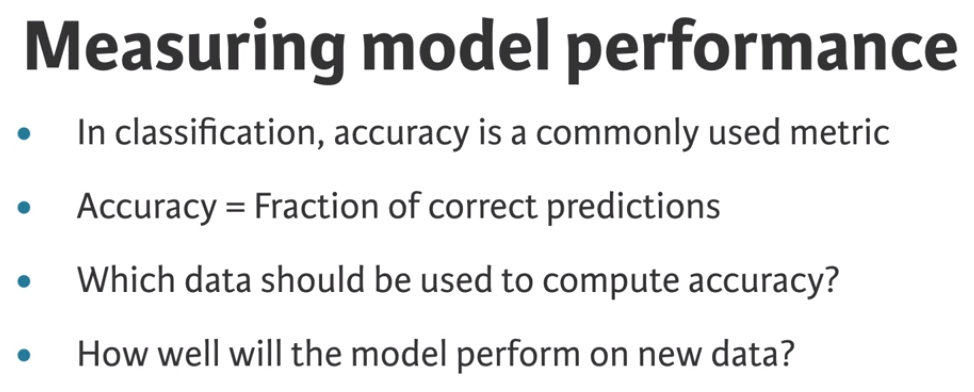 Measuring model performance
• In classification, accuracy is a commonly used metric
• Accuracy = Fraction of correct predictions
• Which data should be used to compute accuracy?
• How well will the model perform on new data?